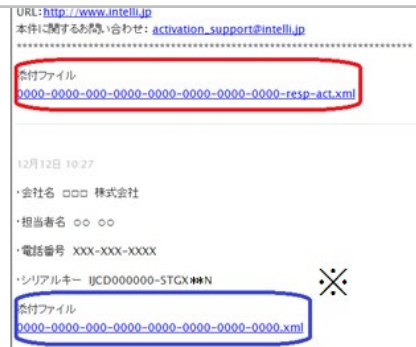 URL:http://www.intelli.jp
本件に関するお問い合わせ: activation_support@intelli.jp
************************************************************************
添付ファイル
0000-0000-000-0000-0000-0000-0000-0000-resp-act.xml
12月12日 10:27
・会社名 □□□ 株式会社
・担当者名 ○○ ○○
・電話番号 XXX-XXX-XXXX
・シリアルキー IJCD000000-STGX**N
※
添付ファイル
0000-0000-000-0000-0000-0000-0000-0000.xml